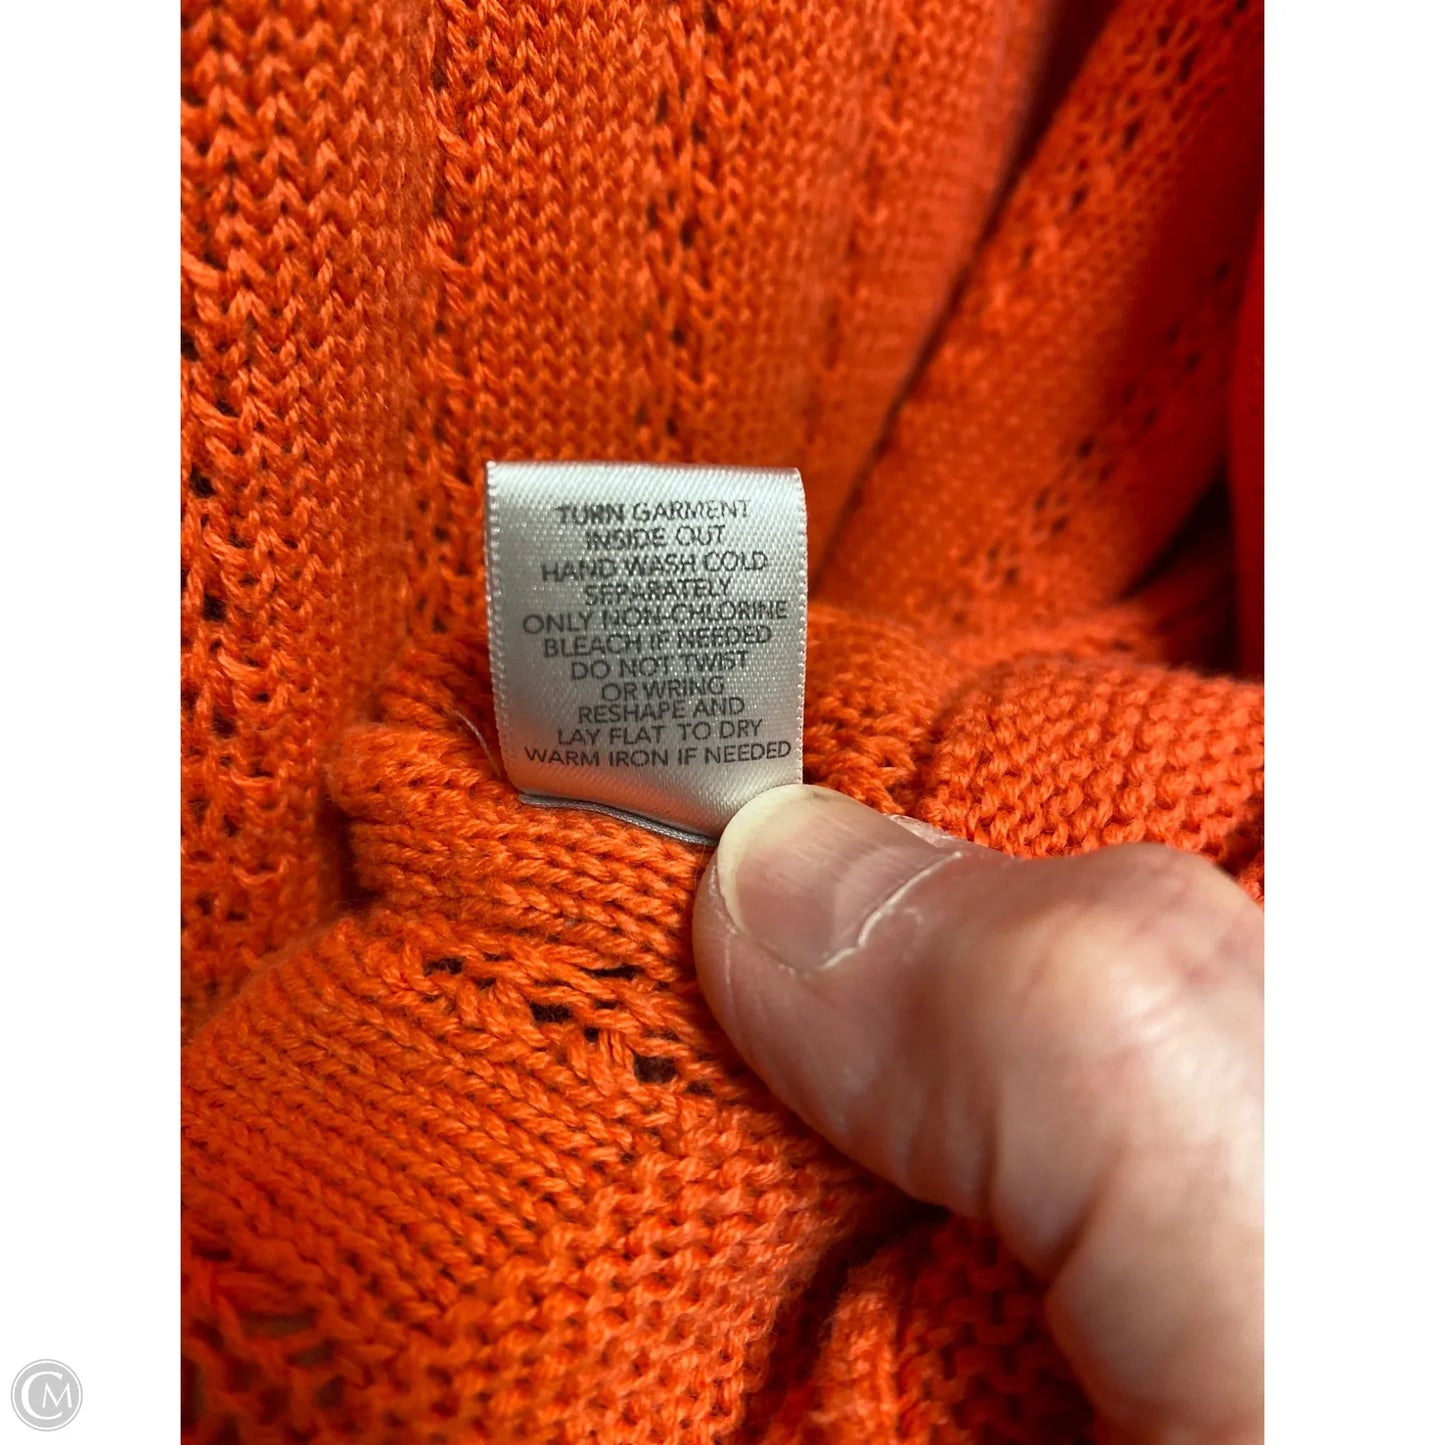 TURN GARMENT
INSIDE OUT
HAND WASH COLD
SEPARATELY
ONLY NON-CHLORINE
BLEACH IF NEEDED
DO NOT TWIST
OR WRING
RESHAPE AND
LAY FLAT TO DRY
WARM IRON IF NEEDED
CM